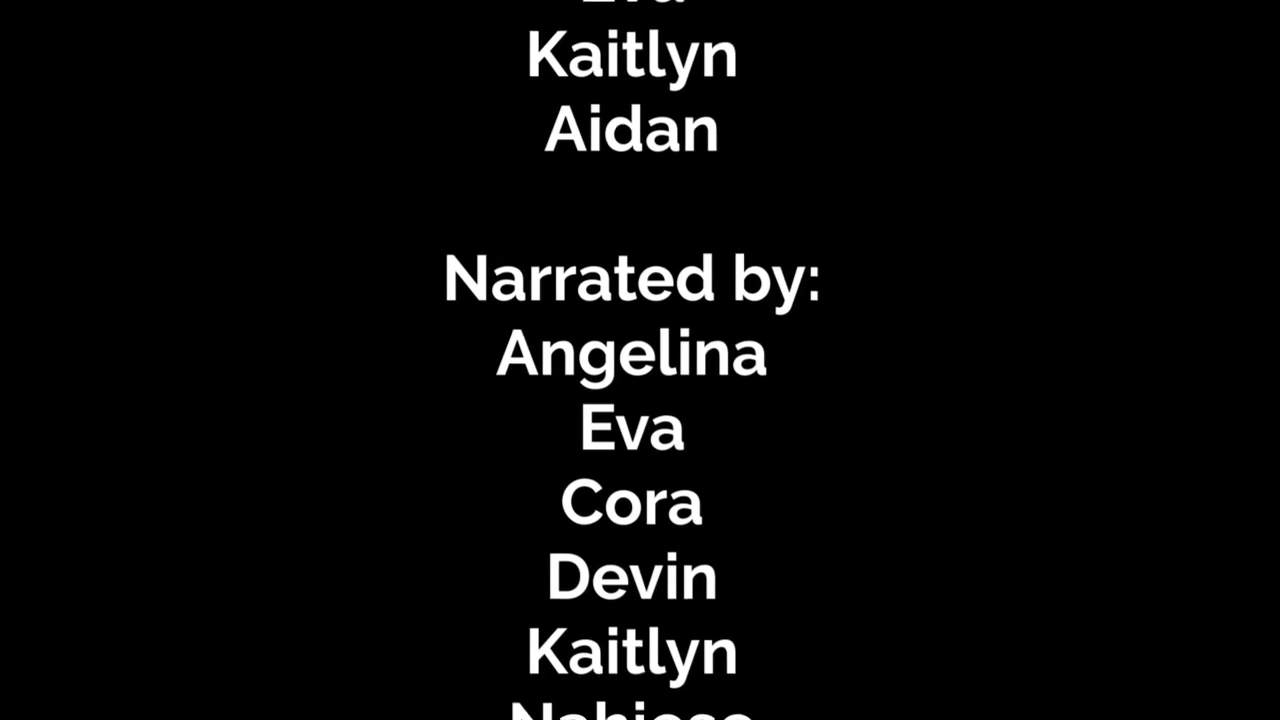 Kaitlyn
Aidan
Narrated by:
Angelina
Eva
Cora
Devin
Kaitlyn